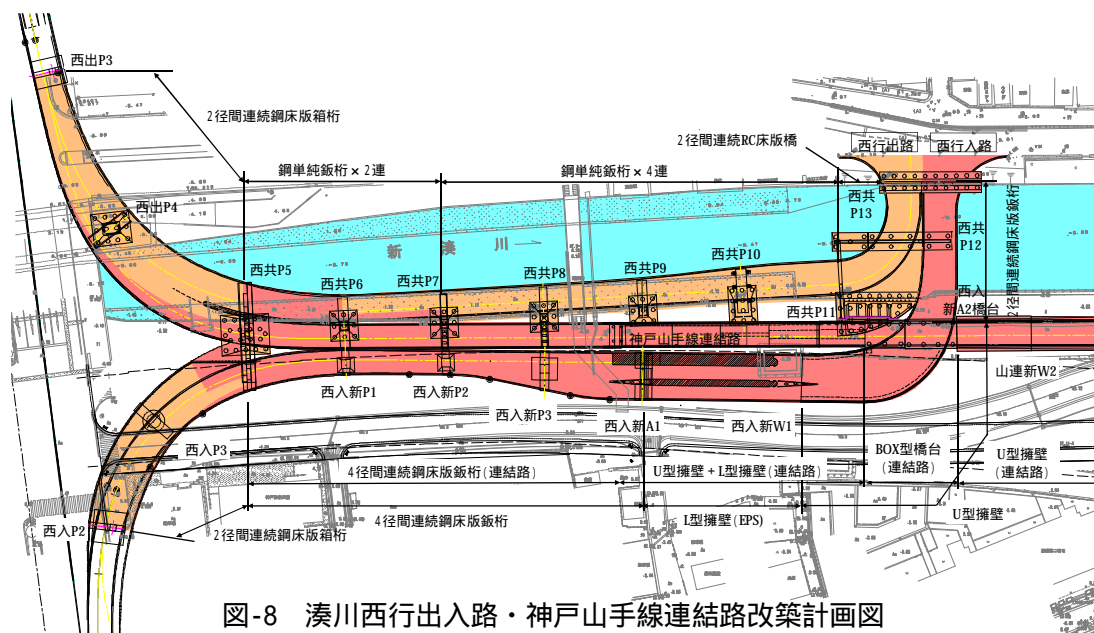 西出P3
2径間連続鋼床版箱桁
2径間連続RC床版橋
西行出路
西行入路
鋼単純鈑桁×2連
鋼単純鈑桁×4連
西共
P13
西出P4
新 湊 川
西共
P12
2径間連続鋼床版鈑桁
西共P5
西共P6
西共P7
西共P8
西共P9
西共P10
西共P11
西入
新A2橋台
神戸山手線連結路
山連新W2
西入新P1
西入新P2
西入新P3
西入新A1
西入新W1
西入P3
4径間連続鋼床版鈑桁(連結路)
U型擁壁+L型擁壁(連結路)
BOX型橋台
(連結路)
U型擁壁
(連結路)
西入P2
2径間連続鋼床版箱桁
4径間連続鋼床版鈑桁
L型擁壁(EPS)
U型擁壁
図-8 湊川西行出入路・神戸山手線連結路改築計画図